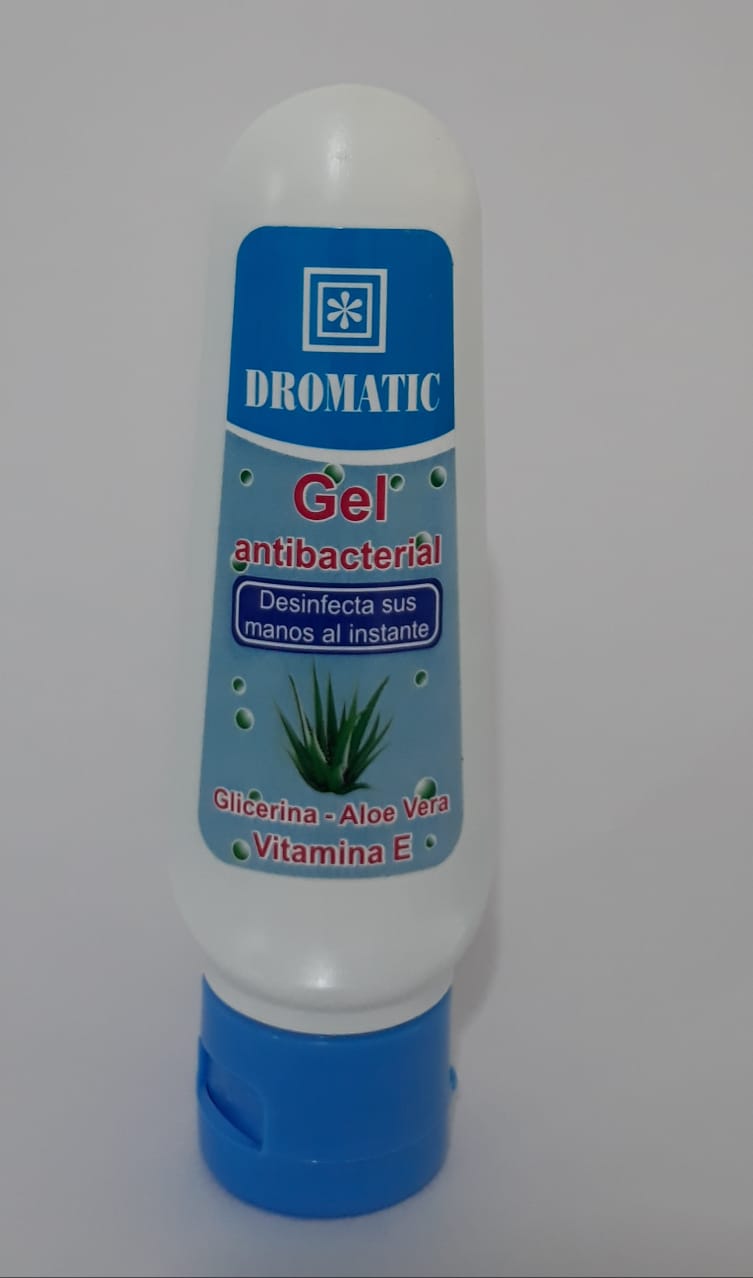 DROMATIC
Gel
antibacterial
Desinfecta sus
manos al instante
Glicerina - Aloe Vera
Vitamina E